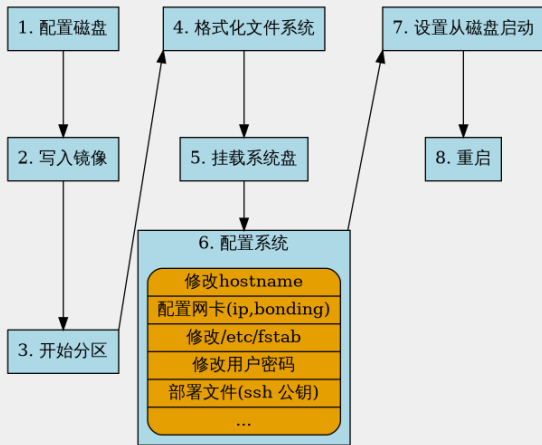 1. 配置磁盘
2. 写入镜像
3. 开始分区
4. 格式化文件系统
5. 挂载系统盘
6. 配置系统
修改hostname
配置网卡(ip,bonding)
修改/etc/fstab
修改用户密码
部署文件(ssh 公钥)
...
7. 设置从磁盘启动
8. 重启